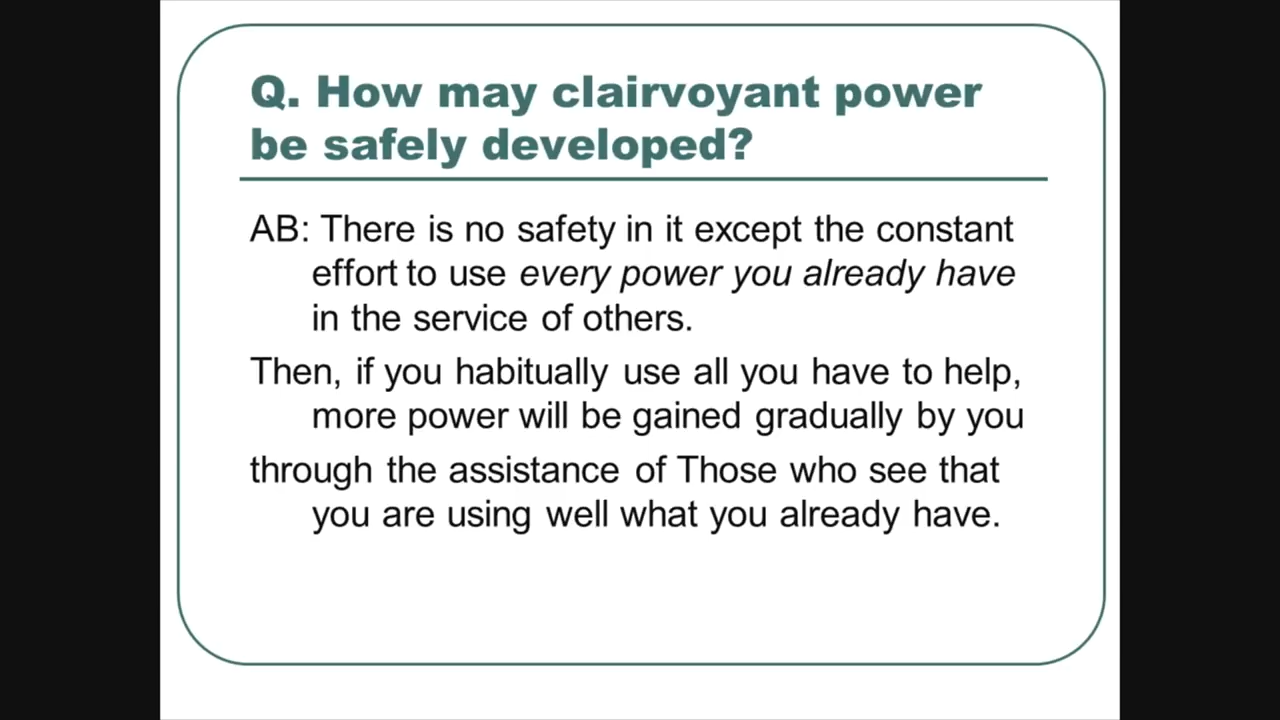 Q. How may clairvoyant power
be safely developed?
AB: There is no safety in it except the constant
effort to use every power you already have
in the service of others.
Then, if you habitually use all you have to help,
more power will be gained gradually by you
through the assistance of Those who see that
you are using well what you already have.